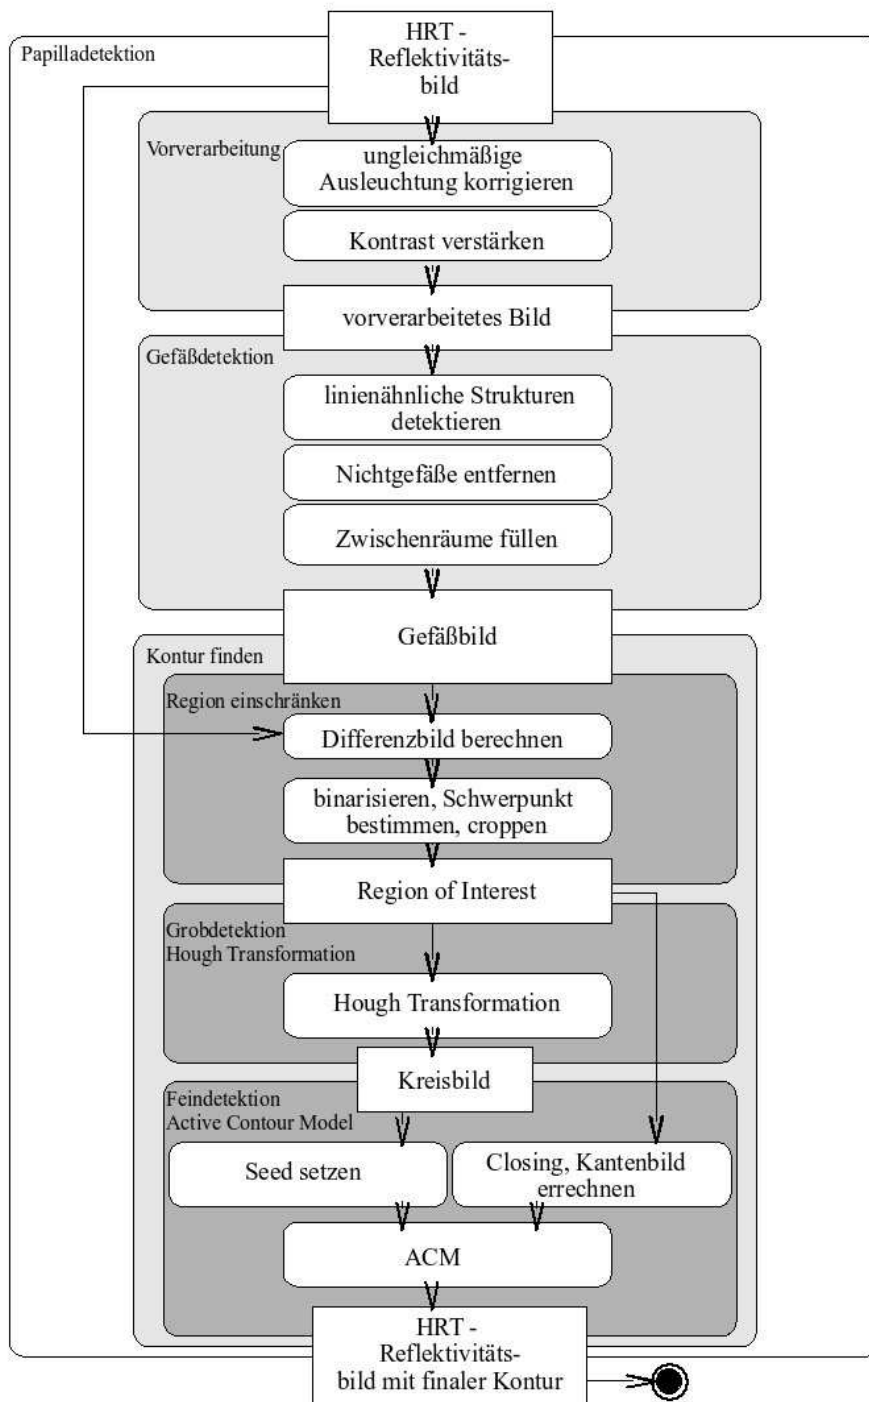 Papilladetektion
HRT -
Reflektivitäts-
bild
Vorverarbeitung
ungleichmäßige
Ausleuchtung korrigieren
Kontrast verstärken
vorverarbeitetes Bild
Gefäßdetektion
linienähnliche Strukturen
detektieren
Nichtgefäße entfernen
Zwischenräume füllen
Gefäßbild
Kontur finden
Region einschränken
Differenzbild berechnen
binarisieren, Schwerpunkt
bestimmen, croppen
Region of Interest
Grobdetektion
Hough Transformation
Hough Transformation
Kreisbild
Feindetektion
Active Contour Model
Seed setzen
Closing, Kantenbild
errechnen
ACM
HRT -
Reflektivitäts-
bild mit finaler Kontur